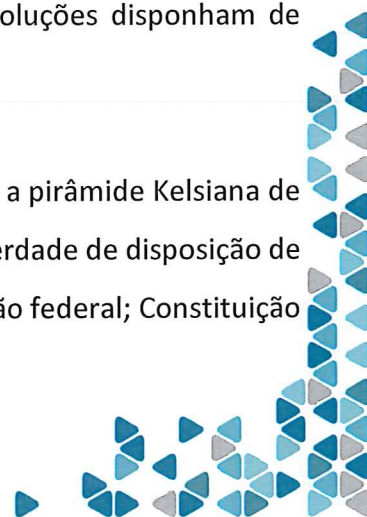 oluções disponham de
a pirâmide Kelsiana de
erdade de disposição de
ão federal; Constituição